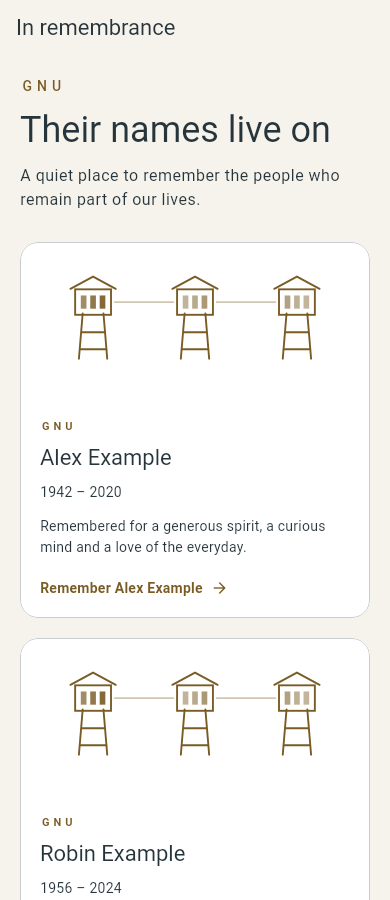 In remembrance
GNU
Their names live on
A quiet place to remember the people who
remain part of our lives.
GNU
Alex Example
1942 – 2020
Remembered for a generous spirit, a curious
mind and a love of the everyday.
Remember Alex Example
GNU
Robin Example
1956 – 2024